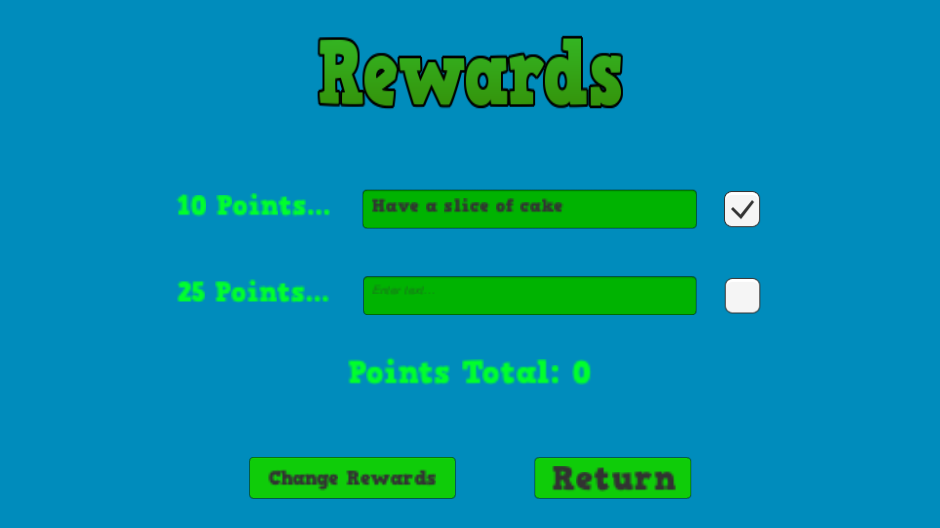 Rewards
10 Points...
Have a slice of cake
25 Points...
Enter text...
Points Total: 0
Change Rewards
Return